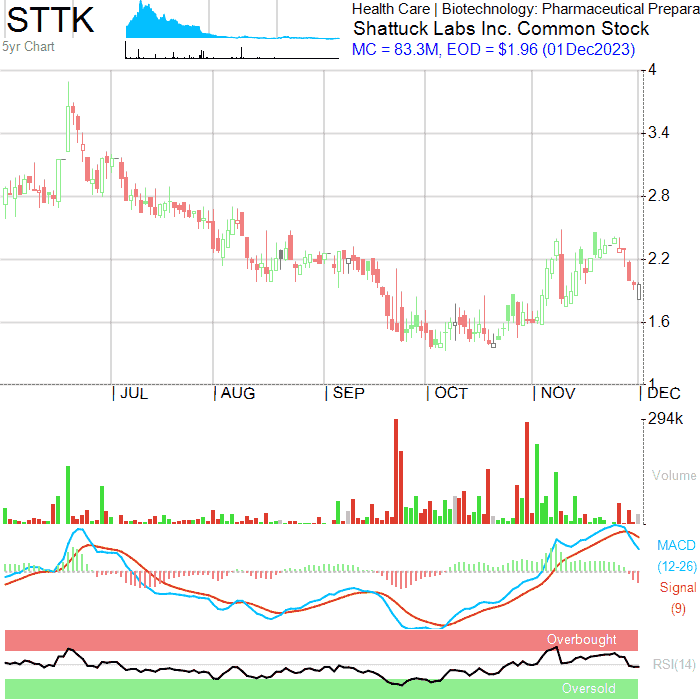 STTK
5yr Chart
Health Care | Biotechnology: Pharmaceutical Prepara
Shattuck Labs Inc. Common Stock
MC = 83.3M, EOD = $1.96 (01Dec2023)
4
3.4
2.8
2.2
1.6
1
JUL
AUG
SEP
OCT
NOV
DEC
294k
Volume
MACD
(12-26)
Signal
(9)
Overbought
RSI(14)
Oversold